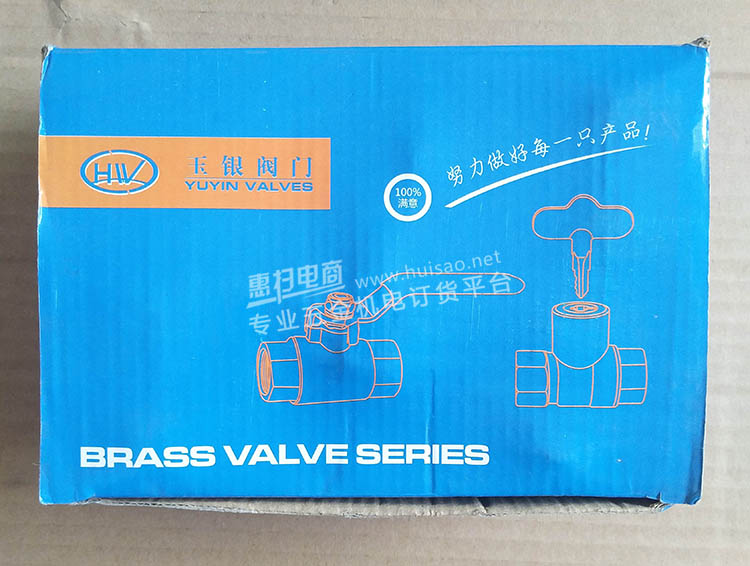 HW
玉银阀门
YUYIN VALVES
100%
满意
努力做好每一只产品!
惠扫电商
www.huisao.net
专业五金机电订货平台
BRASS VALVE SERIES